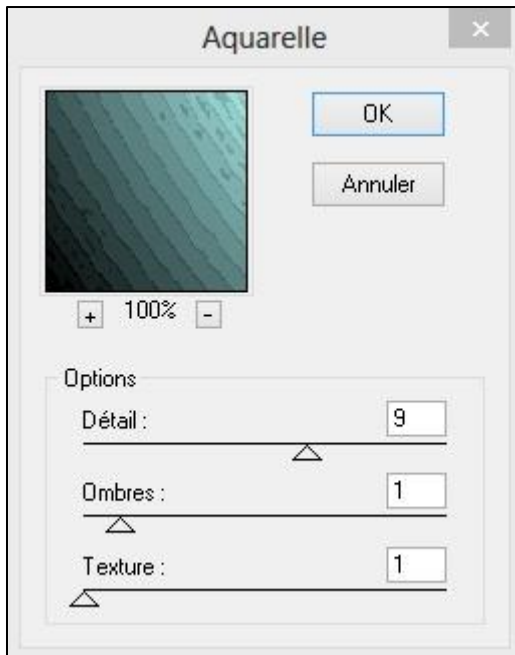 Aquarelle
OK
Annuler
+ 100% -
Options
Détail : 9
Ombres : 1
Texture : 1